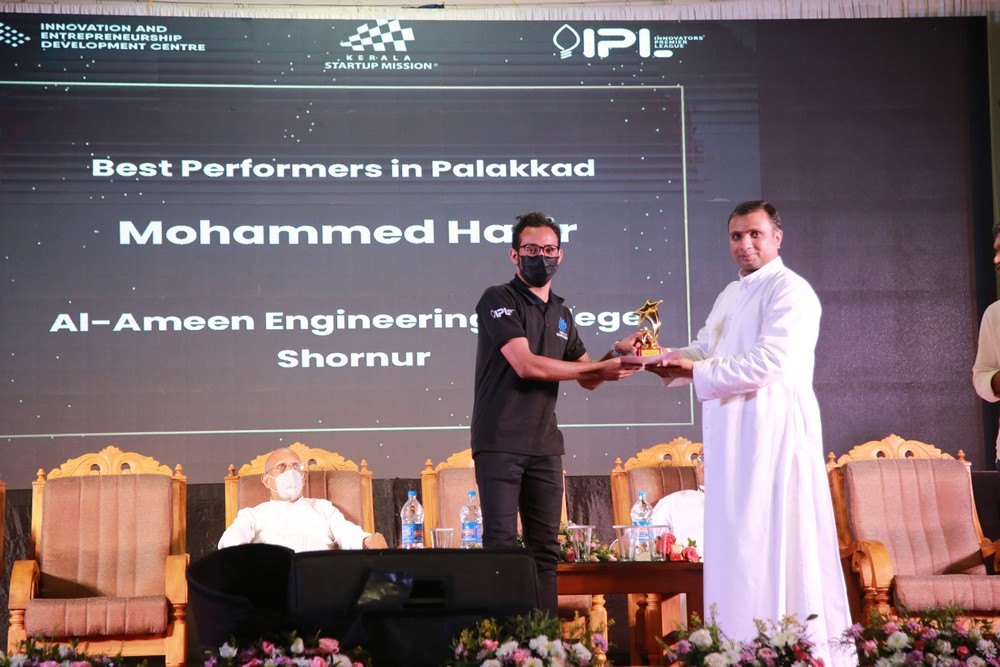 INNOVATION AND
ENTREPRENEURSHIP
DEVELOPMENT CENTRE
KERALA
STARTUP MISSION
IPL INNOVATORS'
PREMIER
LEAGUE
Best Performers in Palakkad
Mohammed
Al-Ameen Engineering
Shornur
IPL